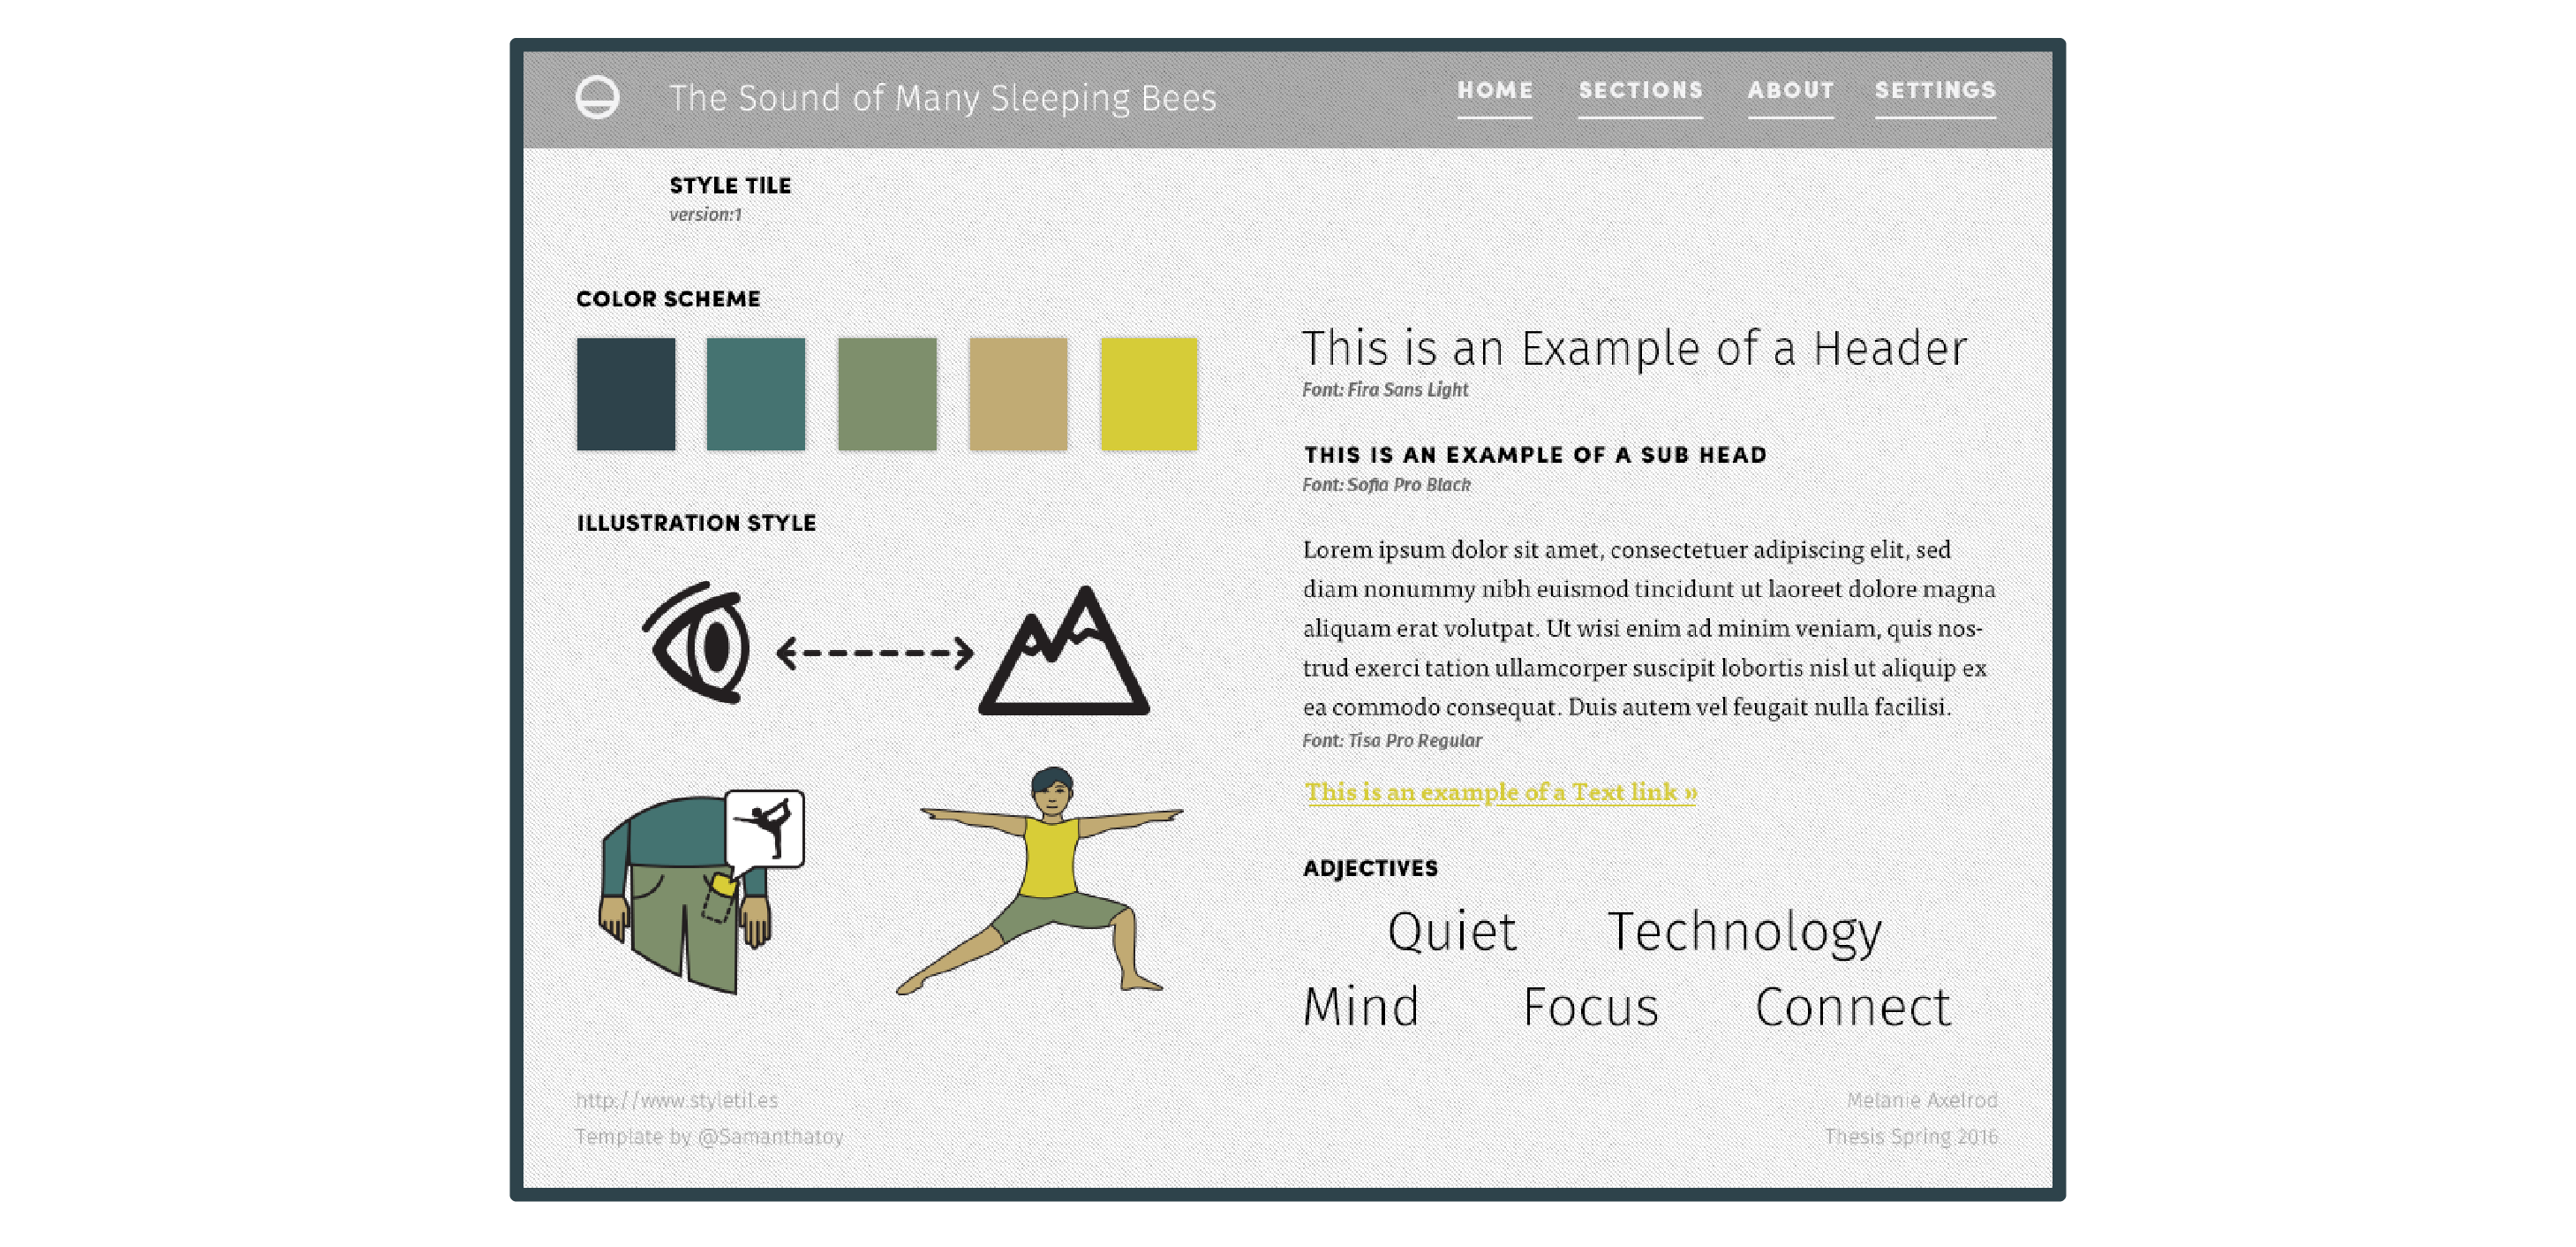 The Sound of Many Sleeping Bees
HOME SECTIONS ABOUT SETTINGS
STYLE TILE
version:1
COLOR SCHEME
ILLUSTRATION STYLE
This is an Example of a Header
Font: Fira Sans Light
THIS IS AN EXAMPLE OF A SUB HEAD
Font: Sofia Pro Black
Lorem ipsum dolor sit amet, consectetuer adipiscing elit, sed
diam nonummy nibh euismod tincidunt ut laoreet dolore magna
aliquam erat volutpat. Ut wisi enim ad minim veniam, quis nos-
trud exerci tation ullamcorper suscipit lobortis nisl ut aliquip ex
ea commodo consequat. Duis autem vel feugait nulla facilisi.
Font: Tisa Pro Regular
This is an example of a Text link »
ADJECTIVES
Quiet Technology
Mind Focus Connect
http://www.styletil.es
Template by @Samanthatoy
Melanie Axelrod
Thesis Spring 2016